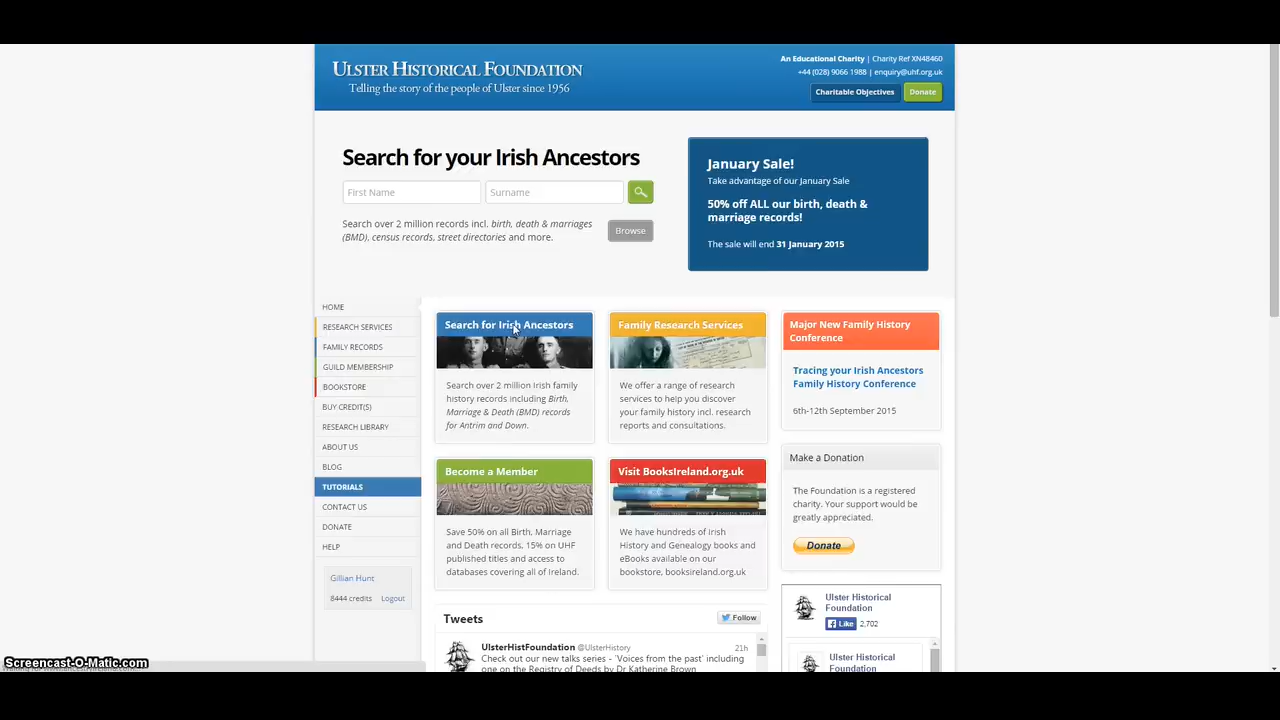 ULSTER HISTORICAL FOUNDATION
Telling the story of the people of Ulster since 1956
An Educational Charity | Charity Ref XN48460
+44 (028) 9066 1988 | enquiry@uhf.org.uk
Charitable Objectives
Donate
Search for your Irish Ancestors
First Name
Surname
Search over 2 million records incl. birth, death & marriages
(BMD), census records, street directories and more.
Browse
January Sale!
Take advantage of our January Sale
50% off ALL our birth, death &
marriage records!
The sale will end 31 January 2015
HOME
RESEARCH SERVICES
FAMILY RECORDS
GUILD MEMBERSHIP
BOOKSTORE
BUY CREDIT(S)
RESEARCH LIBRARY
ABOUT US
BLOG
TUTORIALS
CONTACT US
DONATE
HELP
Gillian Hunt
8444 credits Logout
Search for Irish Ancestors
Search over 2 million Irish family
history records including Birth,
Marriage & Death (BMD) records
for Antrim and Down.
Family Research Services
We offer a range of research
services to help you discover
your family history incl. research
reports and consultations.
Become a Member
Save 50% on all Birth, Marriage
and Death records, 15% on UHF
published titles and access to
databases covering all of Ireland.
Visit BooksIreland.org.uk
We have hundreds of Irish
History and Genealogy books and
eBooks available on our
bookstore, booksireland.org.uk
Major New Family History
Conference
Tracing your Irish Ancestors
Family History Conference
6th-12th September 2015
Make a Donation
The Foundation is a registered
charity. Your support would be
greatly appreciated.
Donate
Tweets
Follow
UlsterHistFoundation @UlsterHistory 21h
Check out our new talks series - 'Voices from the past' including
one on the Registry of Deeds by Dr Katherine Brown
Ulster Historical
Foundation
Like 2,702
Ulster Historical
Foundation
Screencast-O-Matic.com